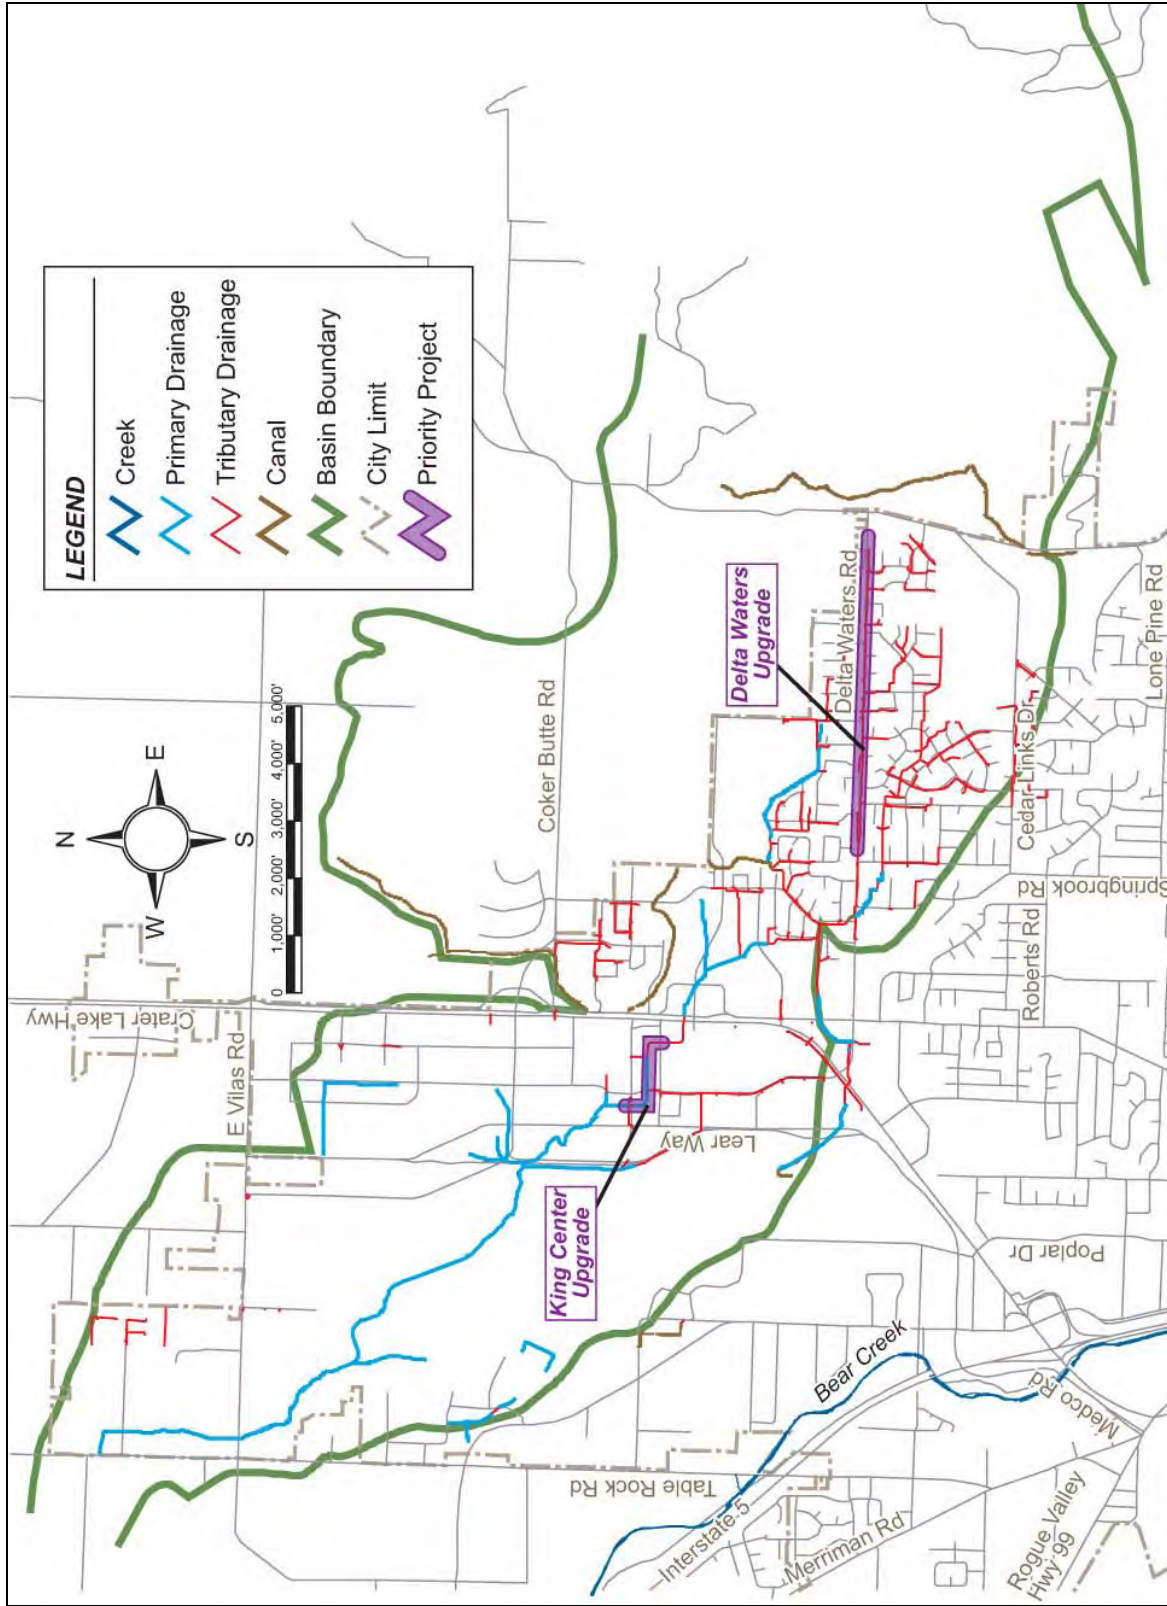 LEGEND
Creek
Primary Drainage
Tributary Drainage
Canal
Basin Boundary
City Limit
Priority Project
N
W
E
S
0
1,000'
2,000'
3,000'
4,000'
5,000'
Crater Lake Hwy
E Vilas Rd
Coker Butte Rd
Delta Waters
Upgrade
Delta Waters Rd
King Center
Upgrade
Lear Way
Cedar Links Dr
Springbrook Rd
Roberts Rd
Lone Pine Rd
Poplar Dr
Bear Creek
Medco Rd
Table Rock Rd
Interstate 5
Merriman Rd
Rogue Valley
Hwy 99